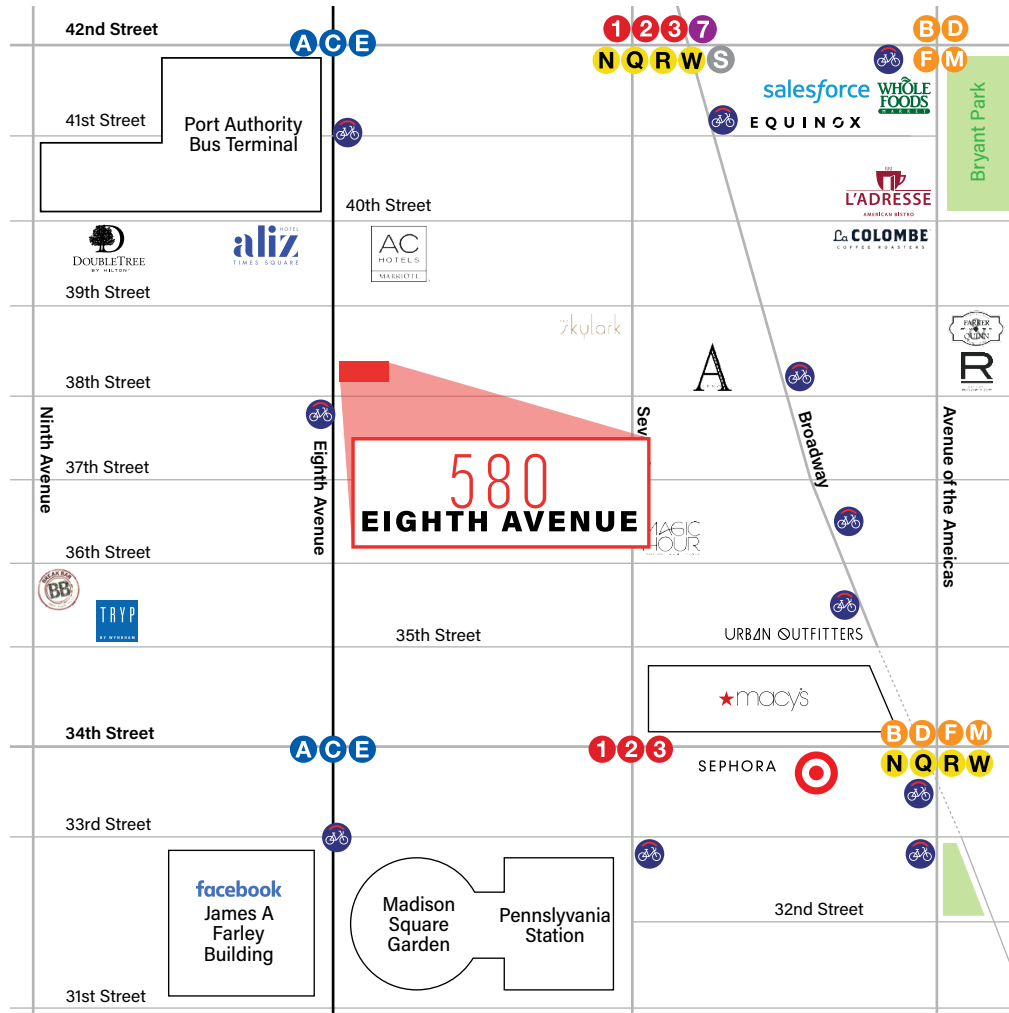 42nd Street
A C E
1 2 3 7
N Q R W S
B D
F M
salesforce
WHOLE
FOODS
MARKET
EQUINOX
Bryant Park
41st Street
Port Authority
Bus Terminal
L'ADRESSE
AMERICAN BISTRO
40th Street
La COLOMBE
COFFEE ROASTERS
DOUBLETREE
BY HILTON
HOTEL
aliz
TIMES SQUARE
AC
HOTELS
MARRIOTT
39th Street
skylark
PARKER
QUINN
R
A
38th Street
Ninth Avenue
Eighth Avenue
Sev
Broadway
Avenue of the Ameicas
37th Street
580
EIGHTH AVENUE
MAGIC
HOUR
36th Street
BREAK BAR
BB
TRYP
BY WYNDHAM
35th Street
URBAN OUTFITTERS
macy's
34th Street
A C E
1 2 3
B D F M
N Q R W
SEPHORA
33rd Street
facebook
James A
Farley
Building
Madison
Square
Garden
Pennslyvania
Station
32nd Street
31st Street